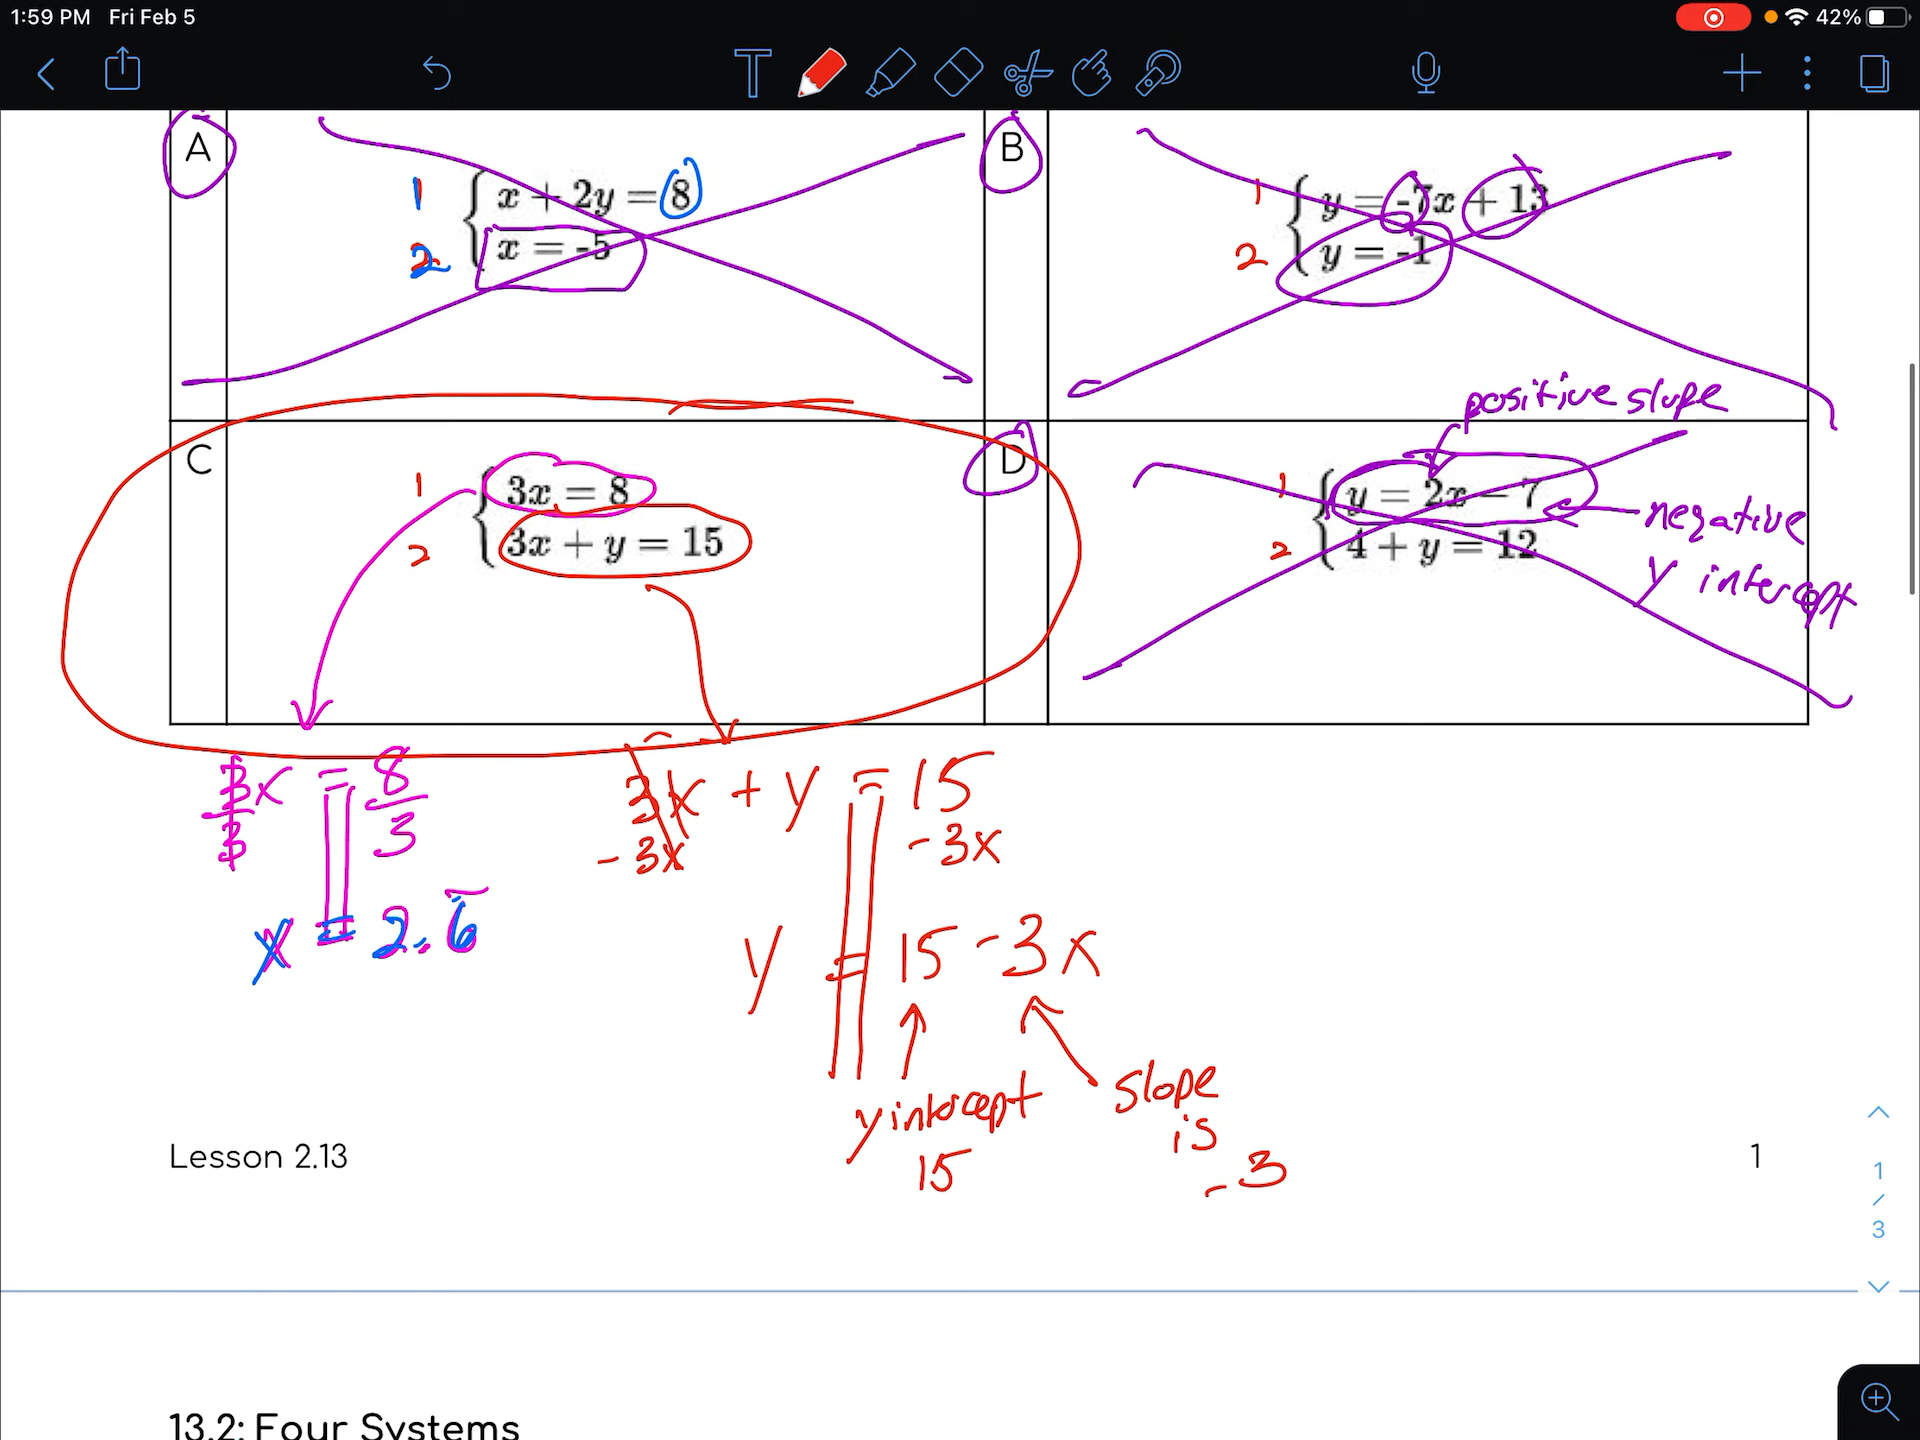 1:59 PM Fri Feb 5
42%
T
A
1 x + 2y = 8
2 x = -5
B
1 y = -7x + 13
2 y = -1
positive slope
C
1 3x = 8
2 3x + y = 15
D
1 y = 2x - 7
2 4 + y = 12
negative
y intercept
3x = 8
3 3
x = 2.6̅
3x + y = 15
-3x -3x
y = 15 - 3x
y intercept
15
slope
is
-3
Lesson 2.13
1
1
/
3
13.2: Four Systems